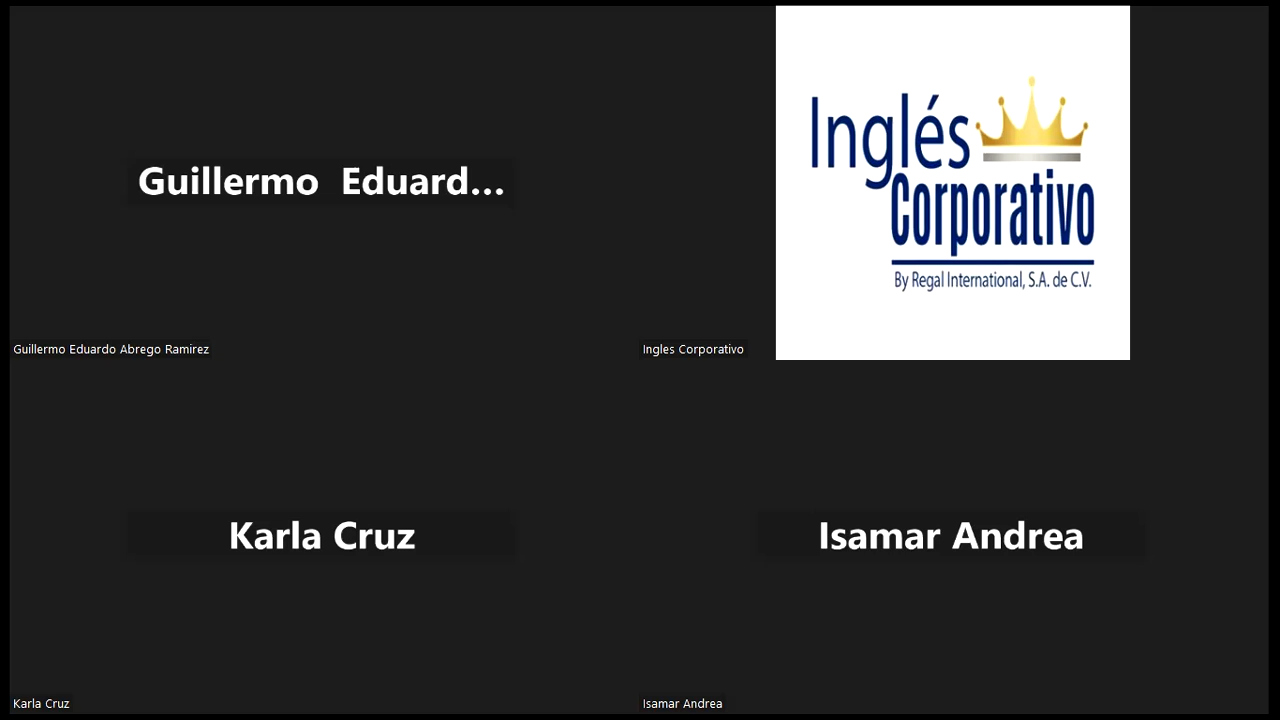 Guillermo Eduard...
Guillermo Eduardo Abrego Ramirez
Inglés
Corporativo
By Regal International, S.A. de C.V.
Ingles Corporativo
Karla Cruz
Karla Cruz
Isamar Andrea
Isamar Andrea